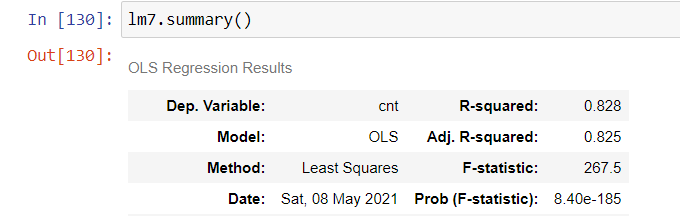 In [130]: lm7.summary()
Out[130]:
OLS Regression Results
Dep. Variable: cnt R-squared: 0.828
Model: OLS Adj. R-squared: 0.825
Method: Least Squares F-statistic: 267.5
Date: Sat, 08 May 2021 Prob (F-statistic): 8.40e-185